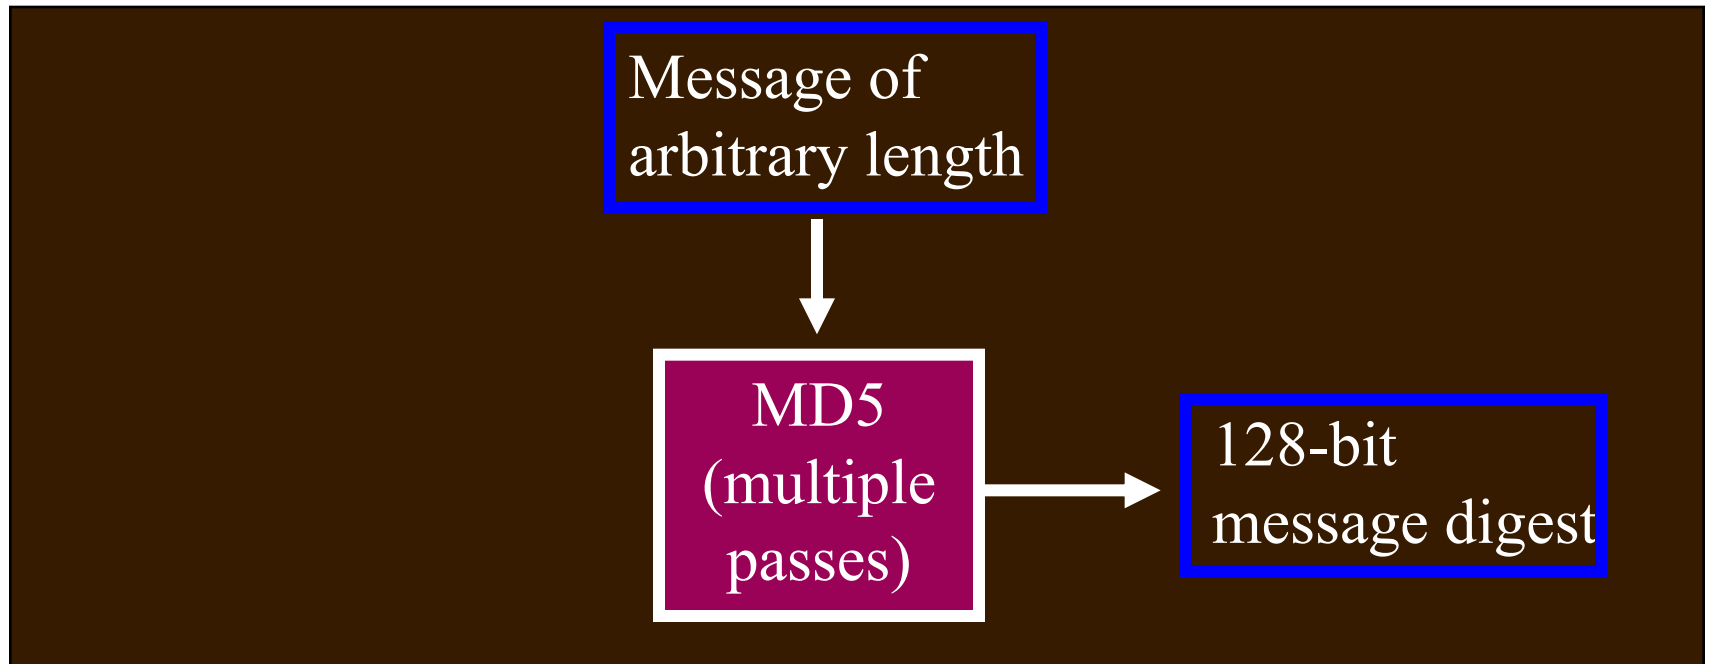 Message of
arbitrary length
MD5
(multiple
passes)
128-bit
message digest